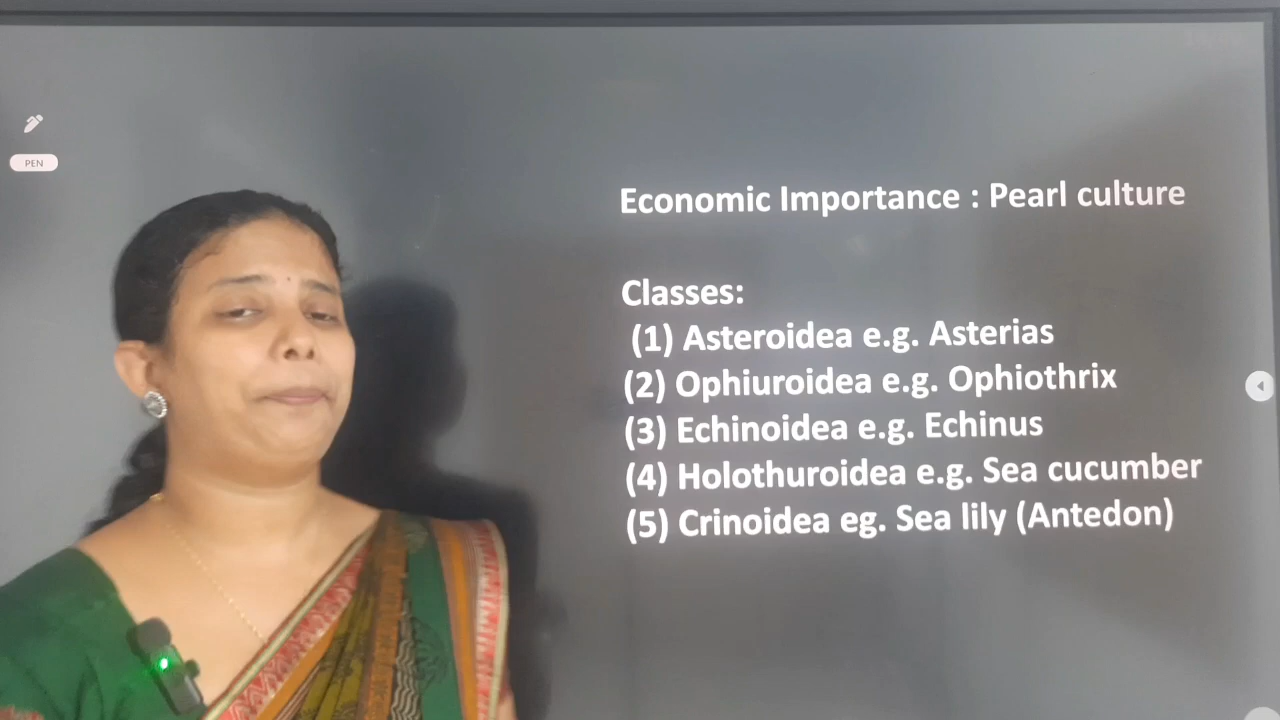 PEN
Economic Importance : Pearl culture
Classes:
(1) Asteroidea e.g. Asterias
(2) Ophiuroidea e.g. Ophiothrix
(3) Echinoidea e.g. Echinus
(4) Holothuroidea e.g. Sea cucumber
(5) Crinoidea eg. Sea lily (Antedon)